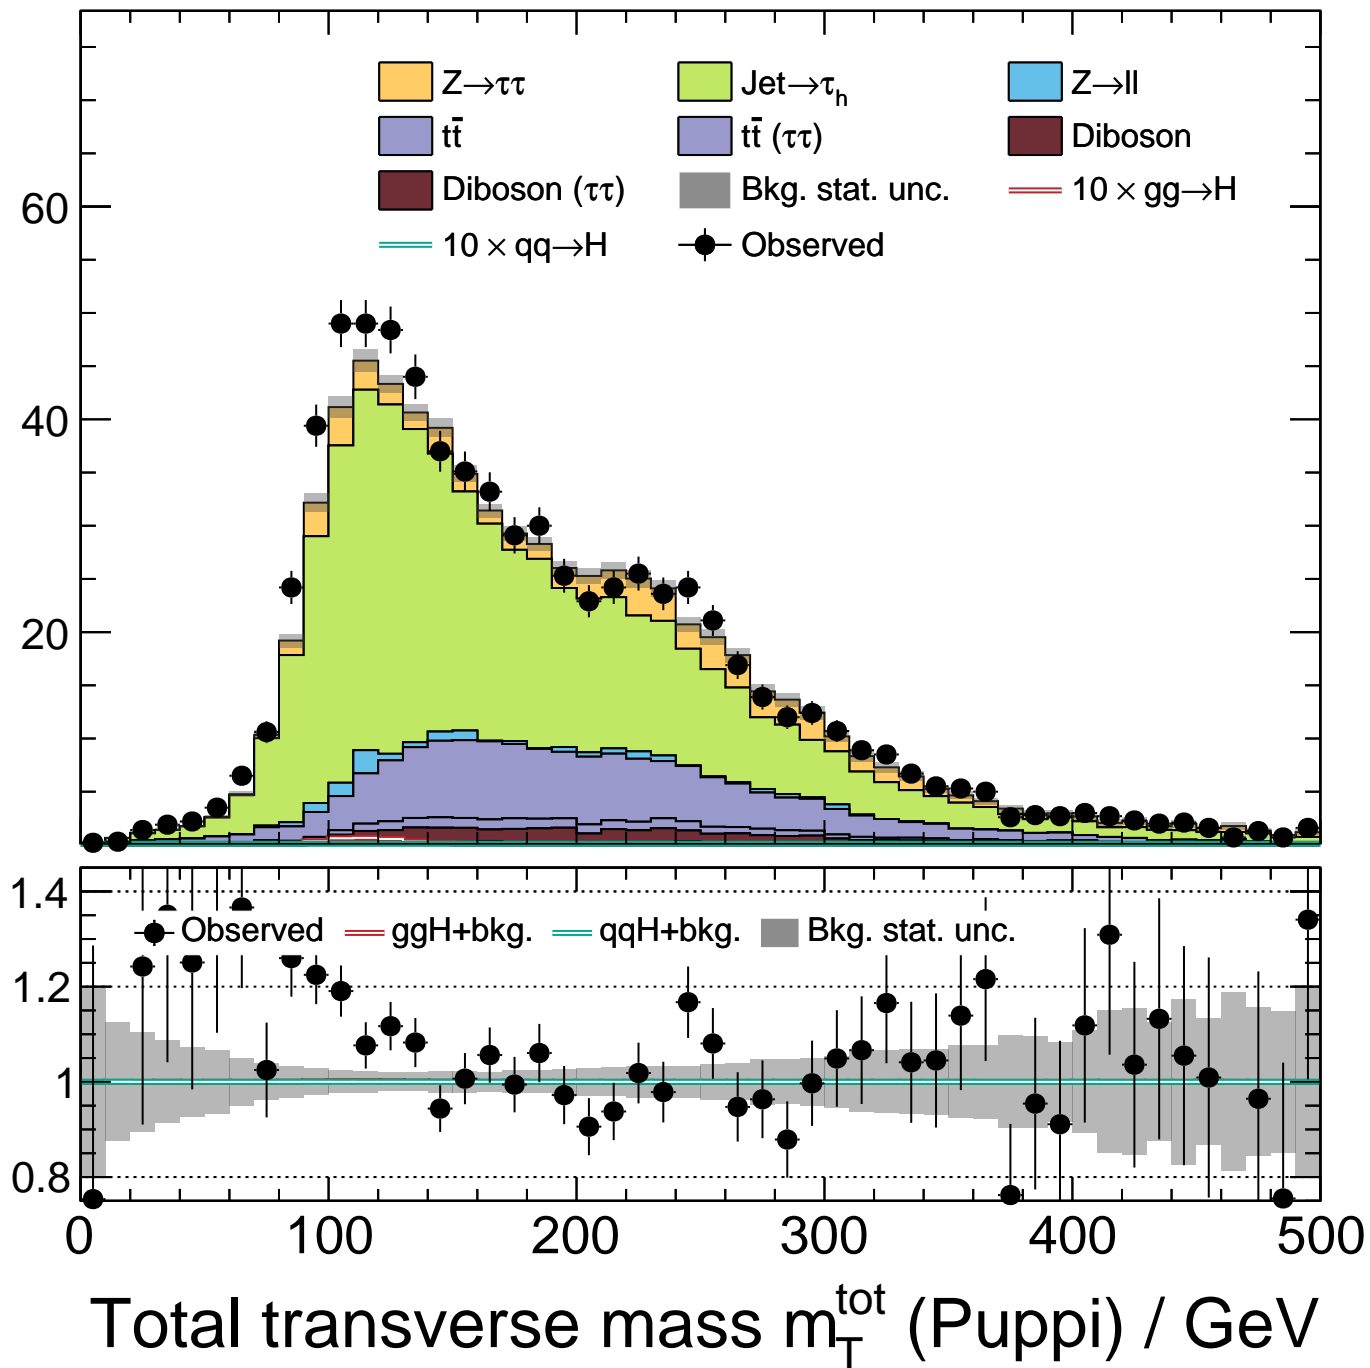 Z→ττ Jet→τh Z→ll
tt̄ tt̄ (ττ) Diboson
Diboson (ττ) Bkg. stat. unc. 10 × gg→H
10 × qq→H Observed
60
40
20
1.4
Observed ggH+bkg. qqH+bkg. Bkg. stat. unc.
1.2
1
0.8
0 100 200 300 400 500
Total transverse mass m_T^tot (Puppi) / GeV